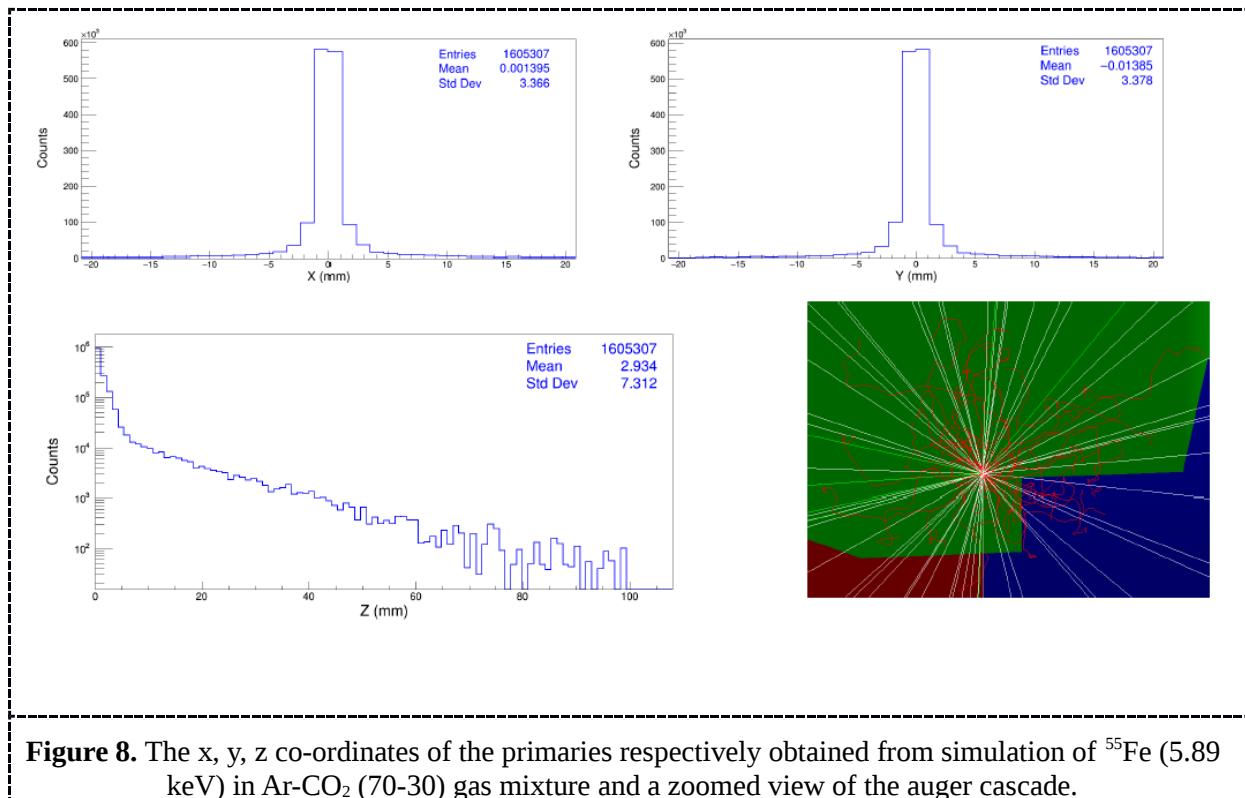 ×10³
600
500
400
300
200
100
0
Counts
Entries 1605307
Mean 0.001395
Std Dev 3.366
−20 −15 −10 −5 0 5 10 15 20
X (mm)
×10³
600
500
400
300
200
100
0
Counts
Entries 1605307
Mean −0.01385
Std Dev 3.378
−20 −15 −10 −5 0 5 10 15 20
Y (mm)
10⁶
10⁵
10⁴
10³
10²
Counts
Entries 1605307
Mean 2.934
Std Dev 7.312
0 20 40 60 80 100
Z (mm)
Figure 8. The x, y, z co-ordinates of the primaries respectively obtained from simulation of ⁵⁵Fe (5.89
keV) in Ar-CO₂ (70-30) gas mixture and a zoomed view of the auger cascade.